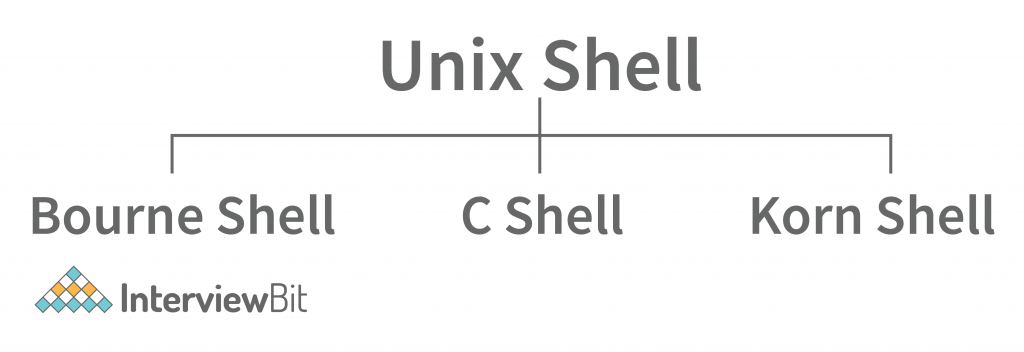 Unix Shell
Bourne Shell C Shell Korn Shell
InterviewBit